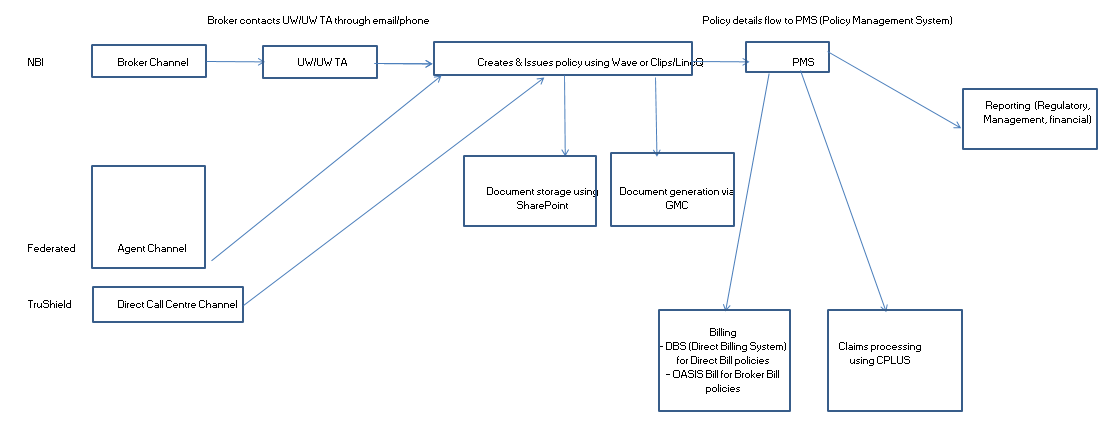 Broker contacts UW/UW TA through email/phone
Policy details flow to PMS (Policy Management System)
NBI
Broker Channel
UW/UW TA
Creates & Issues policy using Wave or Clips/LincQ
PMS
Reporting (Regulatory,
Management, financial)
Document storage using
SharePoint
Document generation via
GMC
Federated
Agent Channel
TruShield
Direct Call Centre Channel
Billing
- DBS (Direct Billing System)
for Direct Bill policies
- OASIS Bill for Broker Bill
policies
Claims processing
using CPLUS